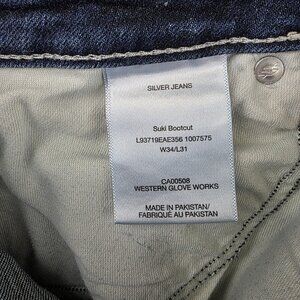 SILVER JEANS
Suki Bootcut
L93719EAE356 1007575
W34/L31
CA00508
WESTERN GLOVE WORKS
MADE IN PAKISTAN/
FABRIQUÉ AU PAKISTAN